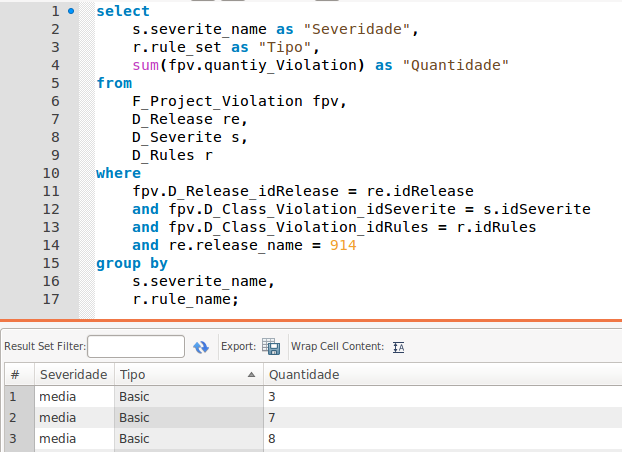 1 select
2 s.severite_name as "Severidade",
3 r.rule_set as "Tipo",
4 sum(fpv.quantiy_Violation) as "Quantidade"
5 from
6 F_Project_Violation fpv,
7 D_Release re,
8 D_Severite s,
9 D_Rules r
10 where
11 fpv.D_Release_idRelease = re.idRelease
12 and fpv.D_Class_Violation_idSeverite = s.idSeverite
13 and fpv.D_Class_Violation_idRules = r.idRules
14 and re.release_name = 914
15 group by
16 s.severite_name,
17 r.rule_name;
Result Set Filter: Export: Wrap Cell Content:
# Severidade Tipo Quantidade
1 media Basic 3
2 media Basic 7
3 media Basic 8